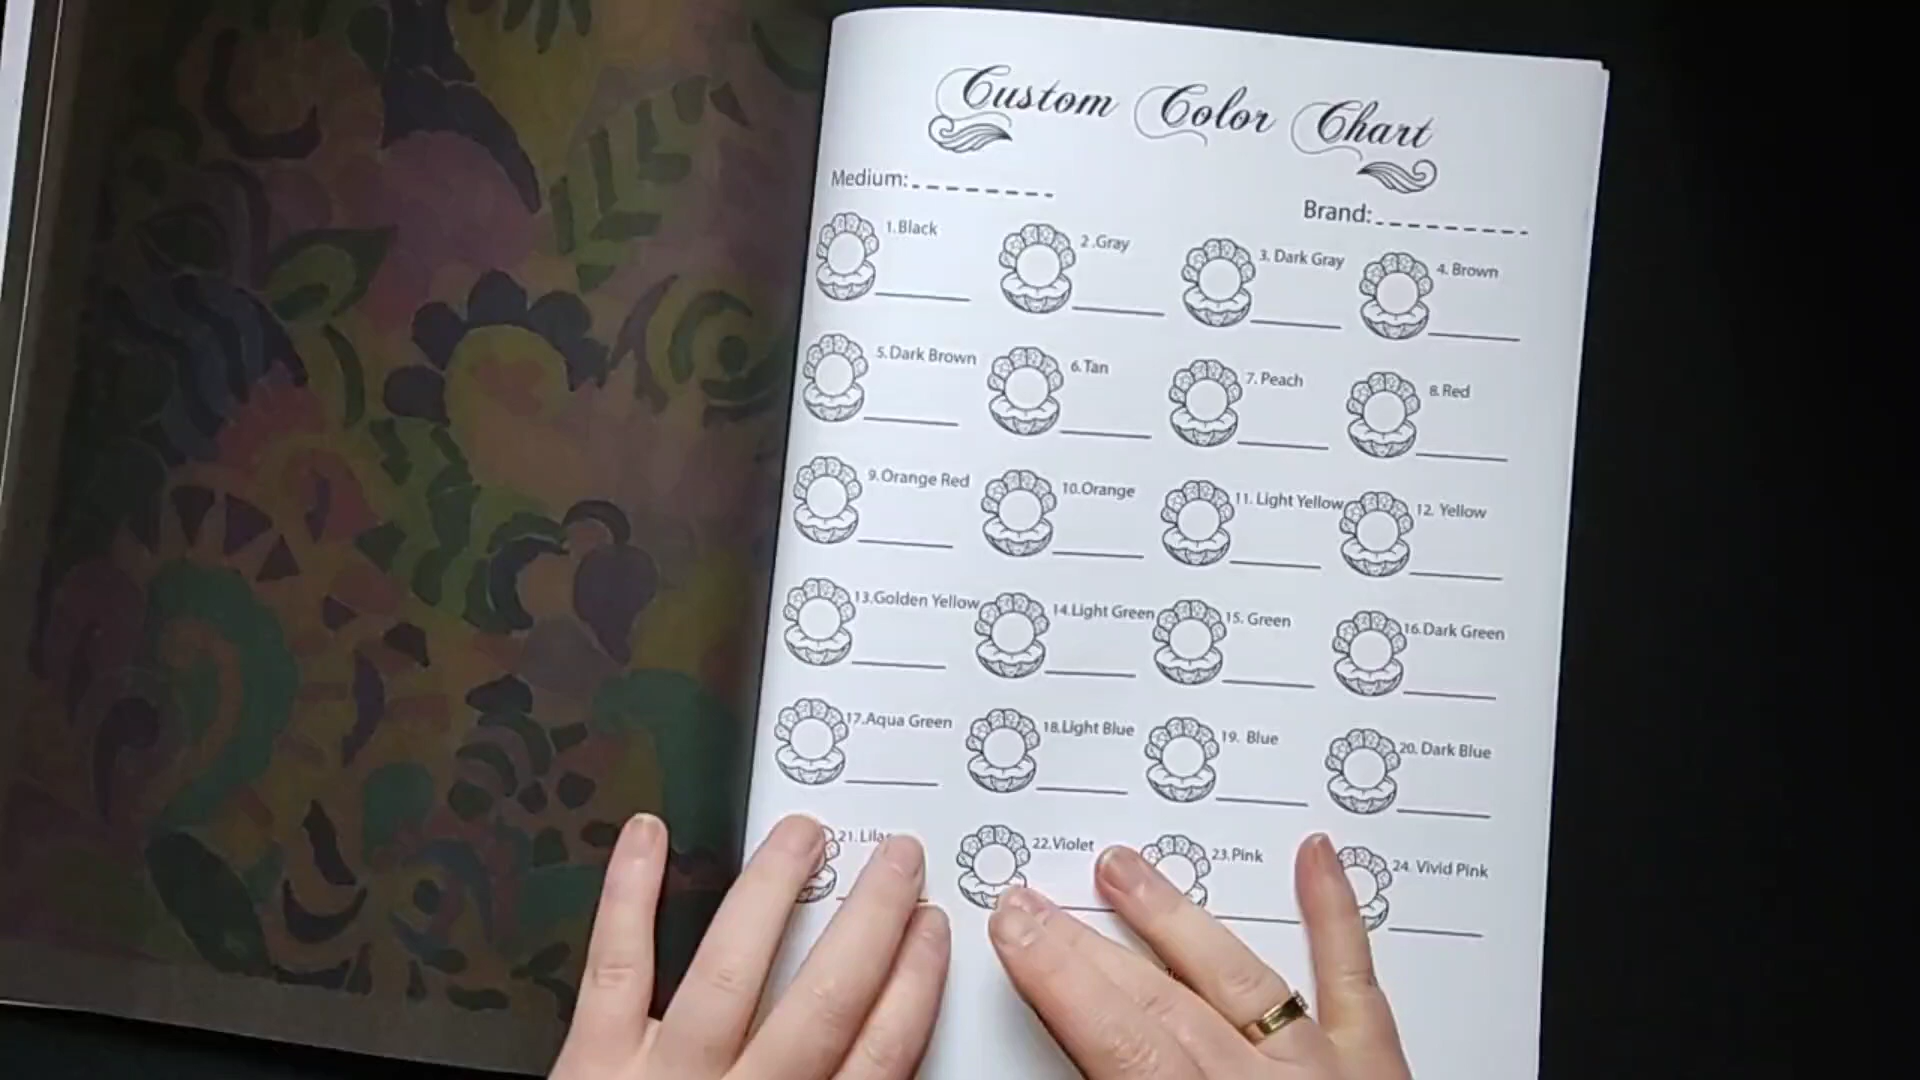 Custom Color Chart
Medium:
Brand:
1.Black
2.Gray
3. Dark Gray
4. Brown
5.Dark Brown
6.Tan
7. Peach
8. Red
9.Orange Red
10.Orange
11. Light Yellow
12. Yellow
13.Golden Yellow
14.Light Green
15. Green
16.Dark Green
17.Aqua Green
18.Light Blue
19. Blue
20. Dark Blue
21. Lilac
22.Violet
23.Pink
24. Vivid Pink